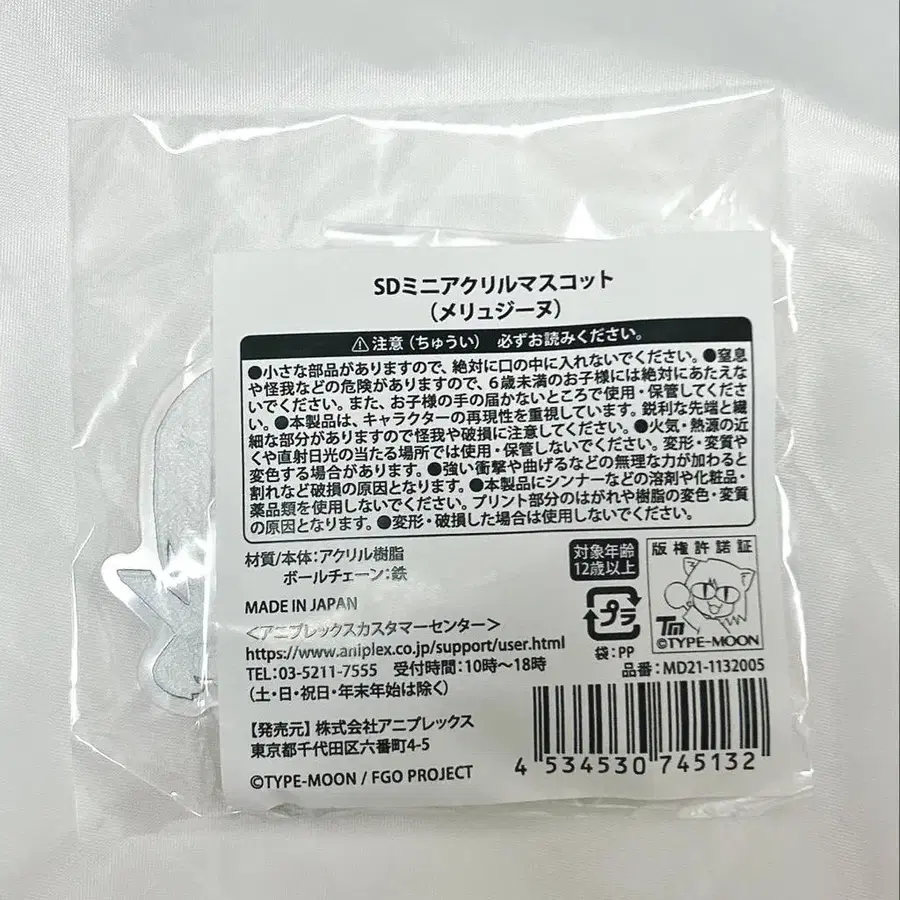 SDミニアクリルマスコット
（メリュジーヌ）
⚠注意（ちゅうい） 必ずお読みください。
●小さな部品がありますので、絶対に口の中に入れないでください。●窒息
や怪我などの危険がありますので、6歳未満のお子様には絶対にあたえな
いでください。また、お子様の手の届かないところで使用・保管してくださ
い。●本製品は、キャラクターの再現性を重視しています。鋭利な先端と繊
細な部分がありますので怪我や破損に注意してください。●火気・熱源の近
くや直射日光の当たる場所では使用・保管しないでください。変形・変質や
変色する場合があります。●強い衝撃や曲げるなどの無理な力が加わると
割れなど破損の原因となります。●本製品にシンナーなどの溶剤や化粧品・
薬品類を使用しないでください。プリント部分のはがれや樹脂の変色・変質
の原因となります。●変形・破損した場合は使用しないでください。
材質/本体：アクリル樹脂
ボールチェーン：鉄
MADE IN JAPAN
＜アニプレックスカスタマーセンター＞
https://www.aniplex.co.jp/support/user.html
TEL：03-5211-7555 受付時間：10時～18時
（土・日・祝日・年末年始は除く）
【発売元】株式会社アニプレックス
東京都千代田区六番町4-5
©TYPE-MOON / FGO PROJECT
対象年齢
12歳以上
プラ
袋：PP
版権許諾証
TM
©TYPE-MOON
品番：MD21-1132005
4 534530 745132